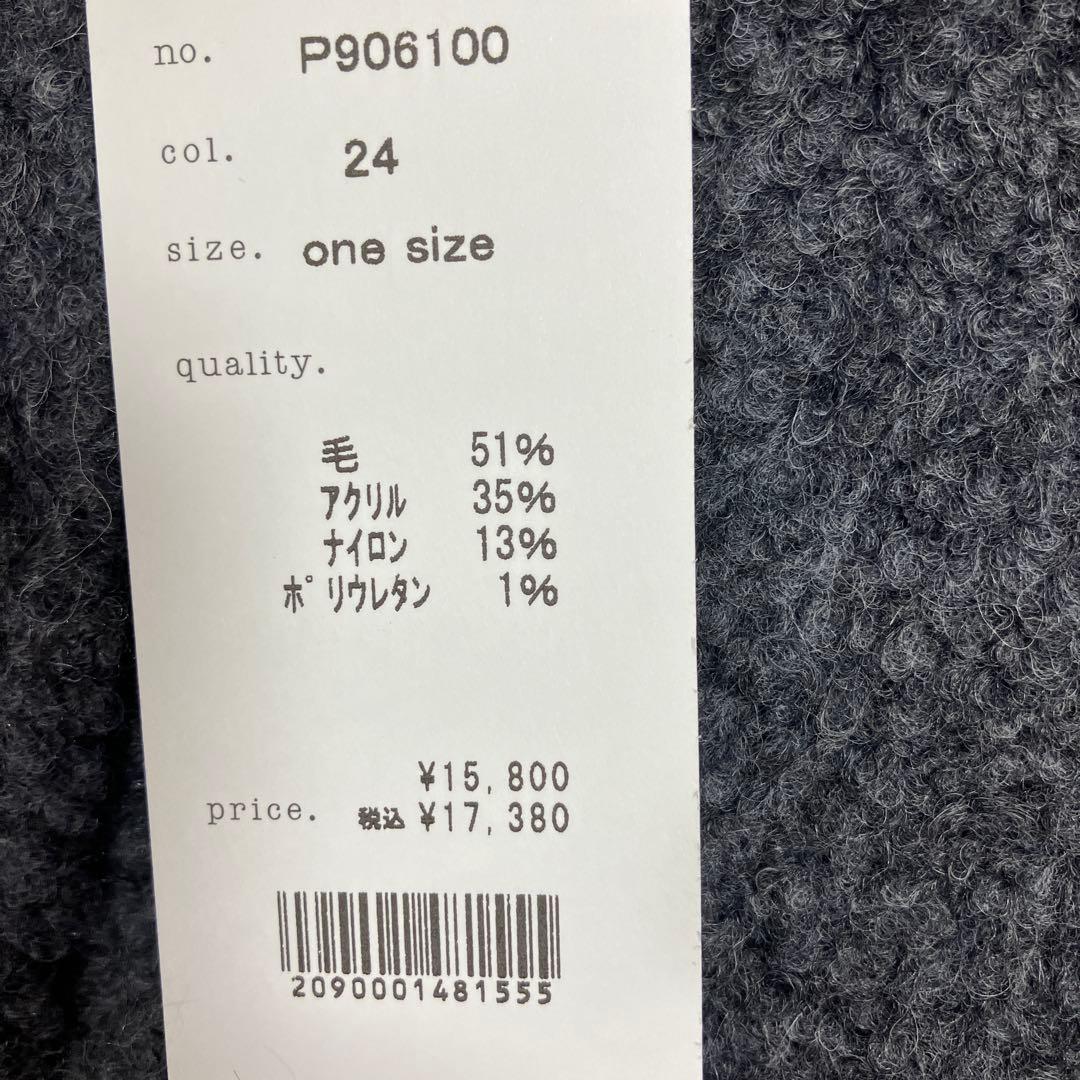 no. P906100
col. 24
size. one size
quality.
毛 51%
アクリル 35%
ナイロン 13%
ポリウレタン 1%
¥15,800
price. 税込 ¥17,380
2090001481555